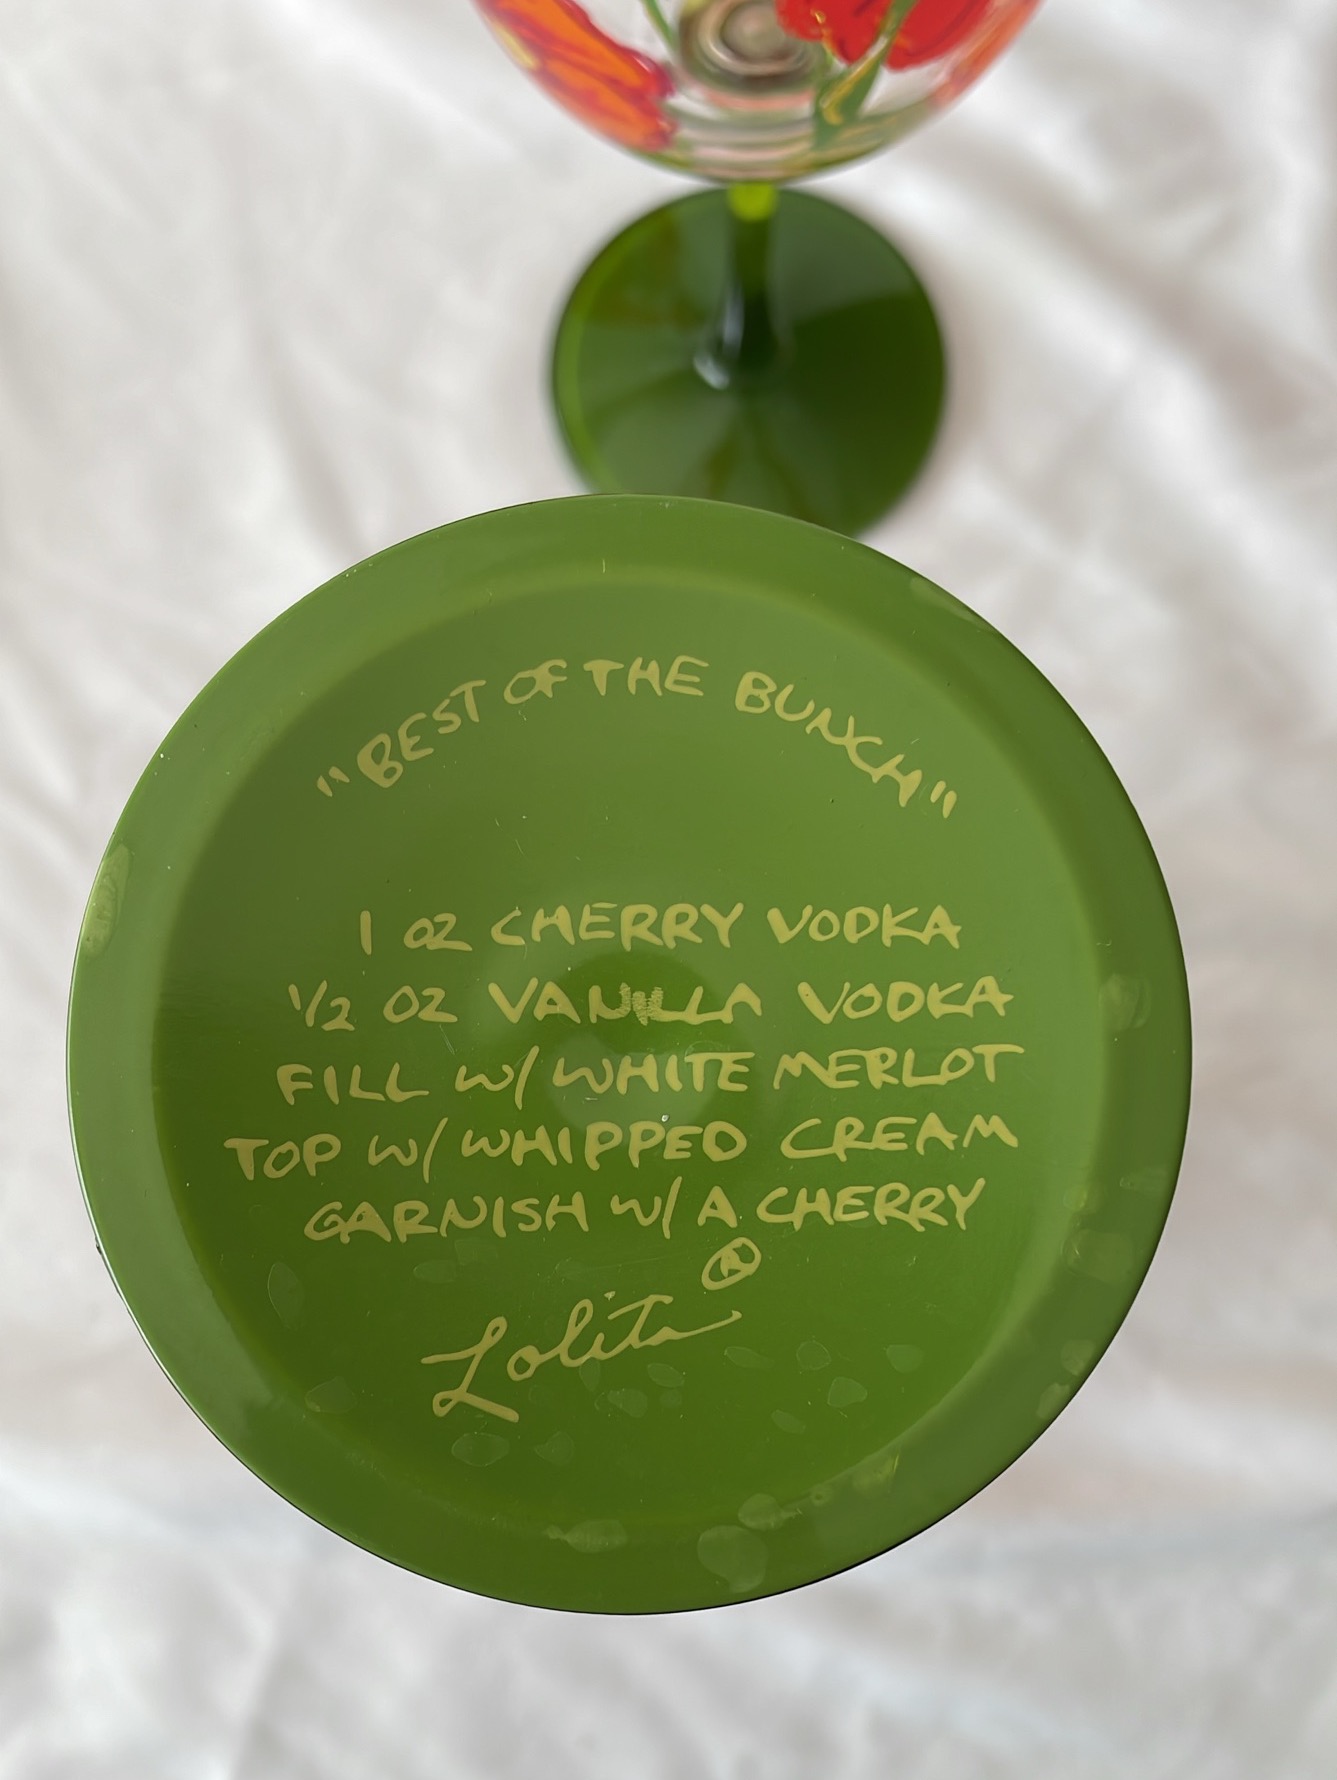 "BEST OF THE BUNCH"
1 OZ CHERRY VODKA
1/2 OZ VANILLA VODKA
FILL W/ WHITE MERLOT
TOP W/ WHIPPED CREAM
GARNISH W/ A CHERRY
®
Lolita